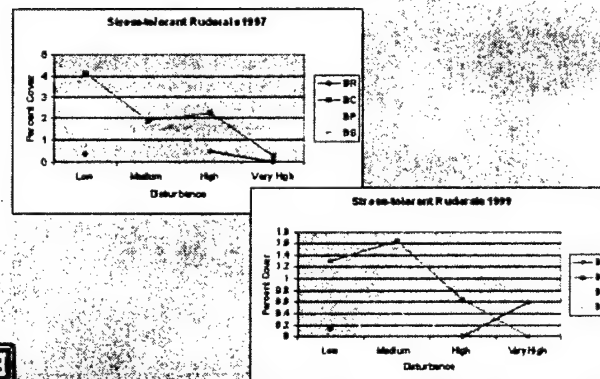 Stress-tolerant Ruderals 1997
Percent Cover
5
4
3
2
1
0
Low Medium High Very High
Disturbance
BR
BC
BP
BS
Stress-tolerant Ruderals 1999
Percent Cover
1.8
1.6
1.4
1.2
1
0.8
0.6
0.4
0.2
0
Low Medium High Very High
Disturbance